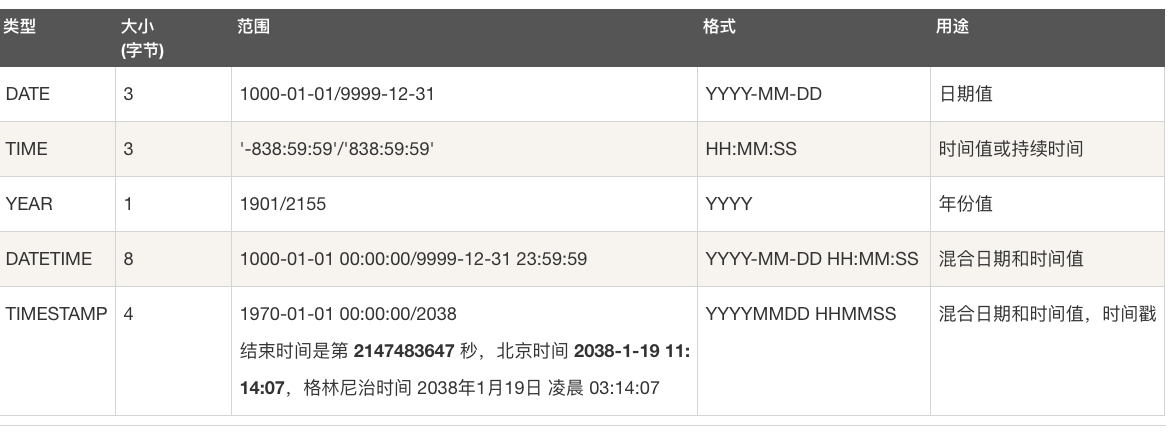 类型 大小 范围 格式 用途
(字节)
DATE 3 1000-01-01/9999-12-31 YYYY-MM-DD 日期值
TIME 3 '-838:59:59'/'838:59:59' HH:MM:SS 时间值或持续时间
YEAR 1 1901/2155 YYYY 年份值
DATETIME 8 1000-01-01 00:00:00/9999-12-31 23:59:59 YYYY-MM-DD HH:MM:SS 混合日期和时间值
TIMESTAMP 4 1970-01-01 00:00:00/2038 YYYYMMDD HHMMSS 混合日期和时间值，时间戳
结束时间是第 2147483647 秒，北京时间 2038-1-19 11:
14:07，格林尼治时间 2038年1月19日 凌晨 03:14:07